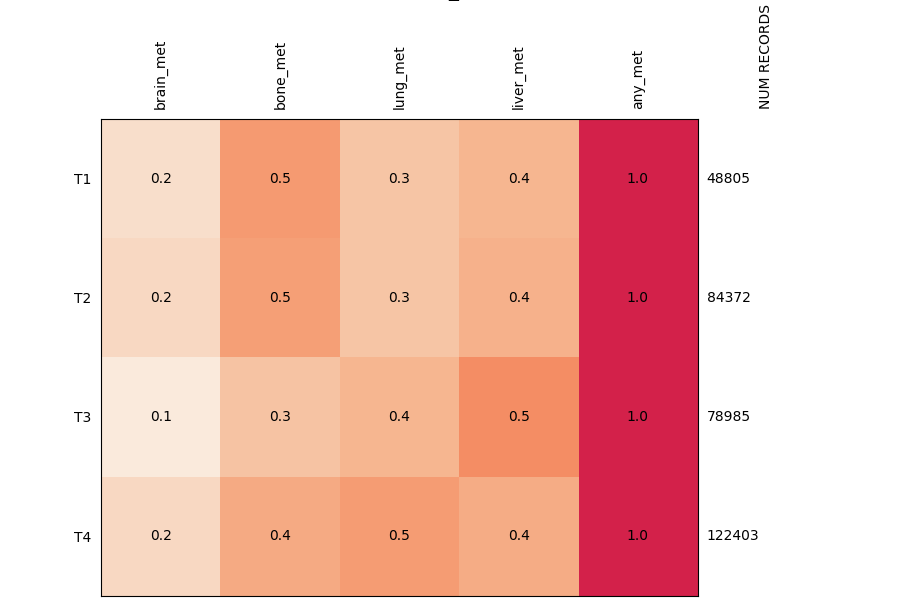 brain_met bone_met lung_met liver_met any_met NUM RECORDS
T1 0.2 0.5 0.3 0.4 1.0 48805
T2 0.2 0.5 0.3 0.4 1.0 84372
T3 0.1 0.3 0.4 0.5 1.0 78985
T4 0.2 0.4 0.5 0.4 1.0 122403